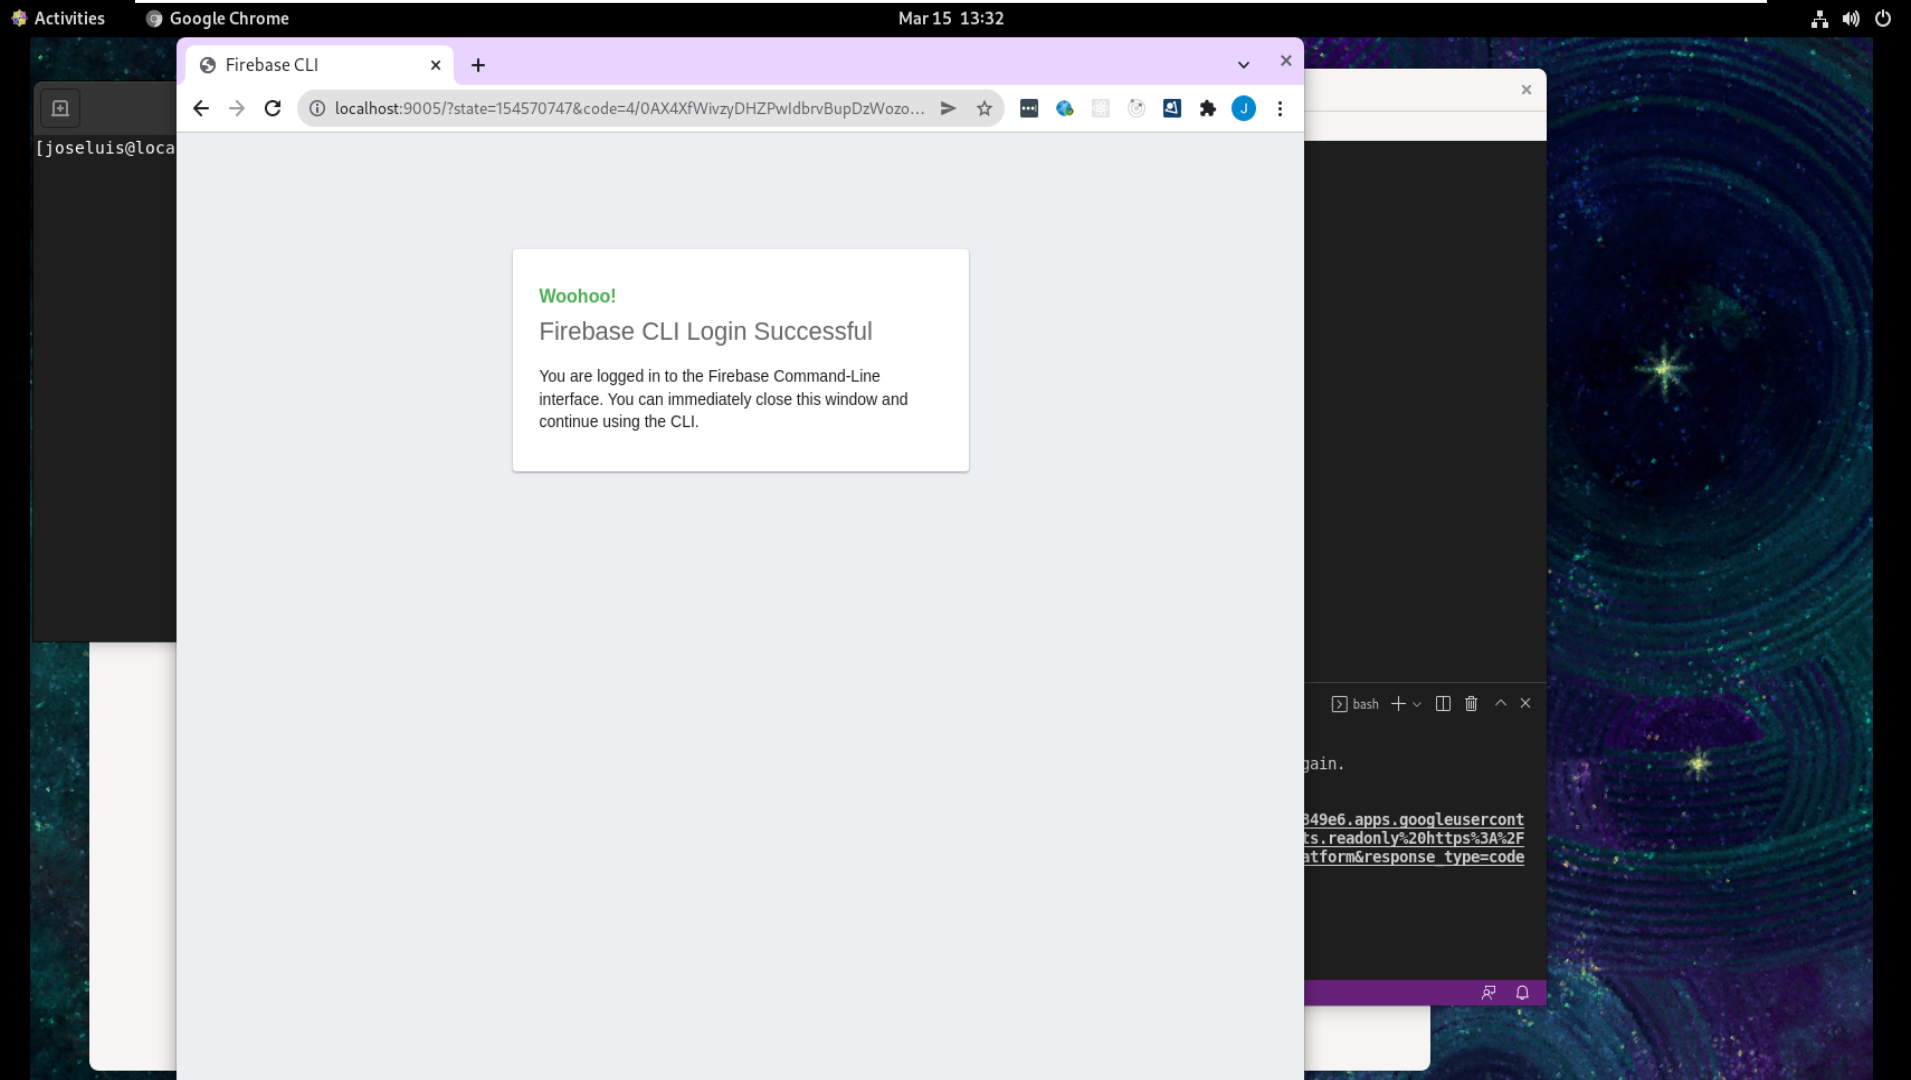 Activities
Google Chrome
Mar 15 13:32
Firebase CLI
localhost:9005/?state=154570747&code=4/0AX4XfWivzyDHZPwIdbrvBupDzWozo...
J
[joseluis@loca
Woohoo!
Firebase CLI Login Successful
You are logged in to the Firebase Command-Line
interface. You can immediately close this window and
continue using the CLI.
bash
gain.
349e6.apps.googleusercont
ts.readonly%20https%3A%2F
atform&response_type=code